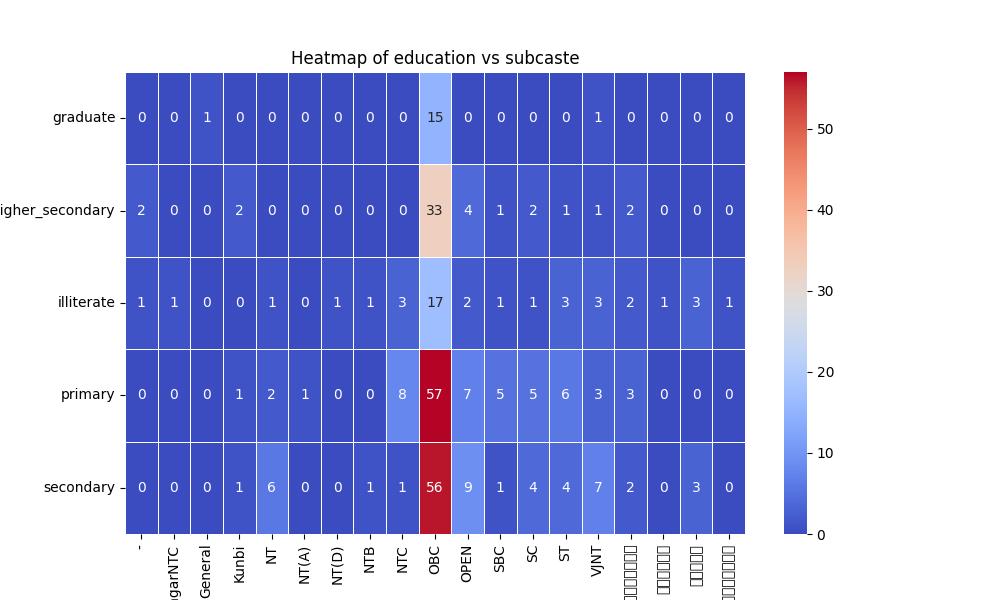 Heatmap of education vs subcaste
graduate 0 0 1 0 0 0 0 0 0 15 0 0 0 0 1 0 0 0 0
igher_secondary 2 0 0 2 0 0 0 0 0 33 4 1 2 1 1 2 0 0 0
illiterate 1 1 0 0 1 0 1 1 3 17 2 1 1 3 3 2 1 3 1
primary 0 0 0 1 2 1 0 0 8 57 7 5 5 6 3 3 0 0 0
secondary 0 0 0 1 6 0 0 1 1 56 9 1 4 4 7 2 0 3 0
- garNTC General Kunbi NT NT(A) NT(D) NTB NTC OBC OPEN SBC SC ST VJNT
50
40
30
20
10
0